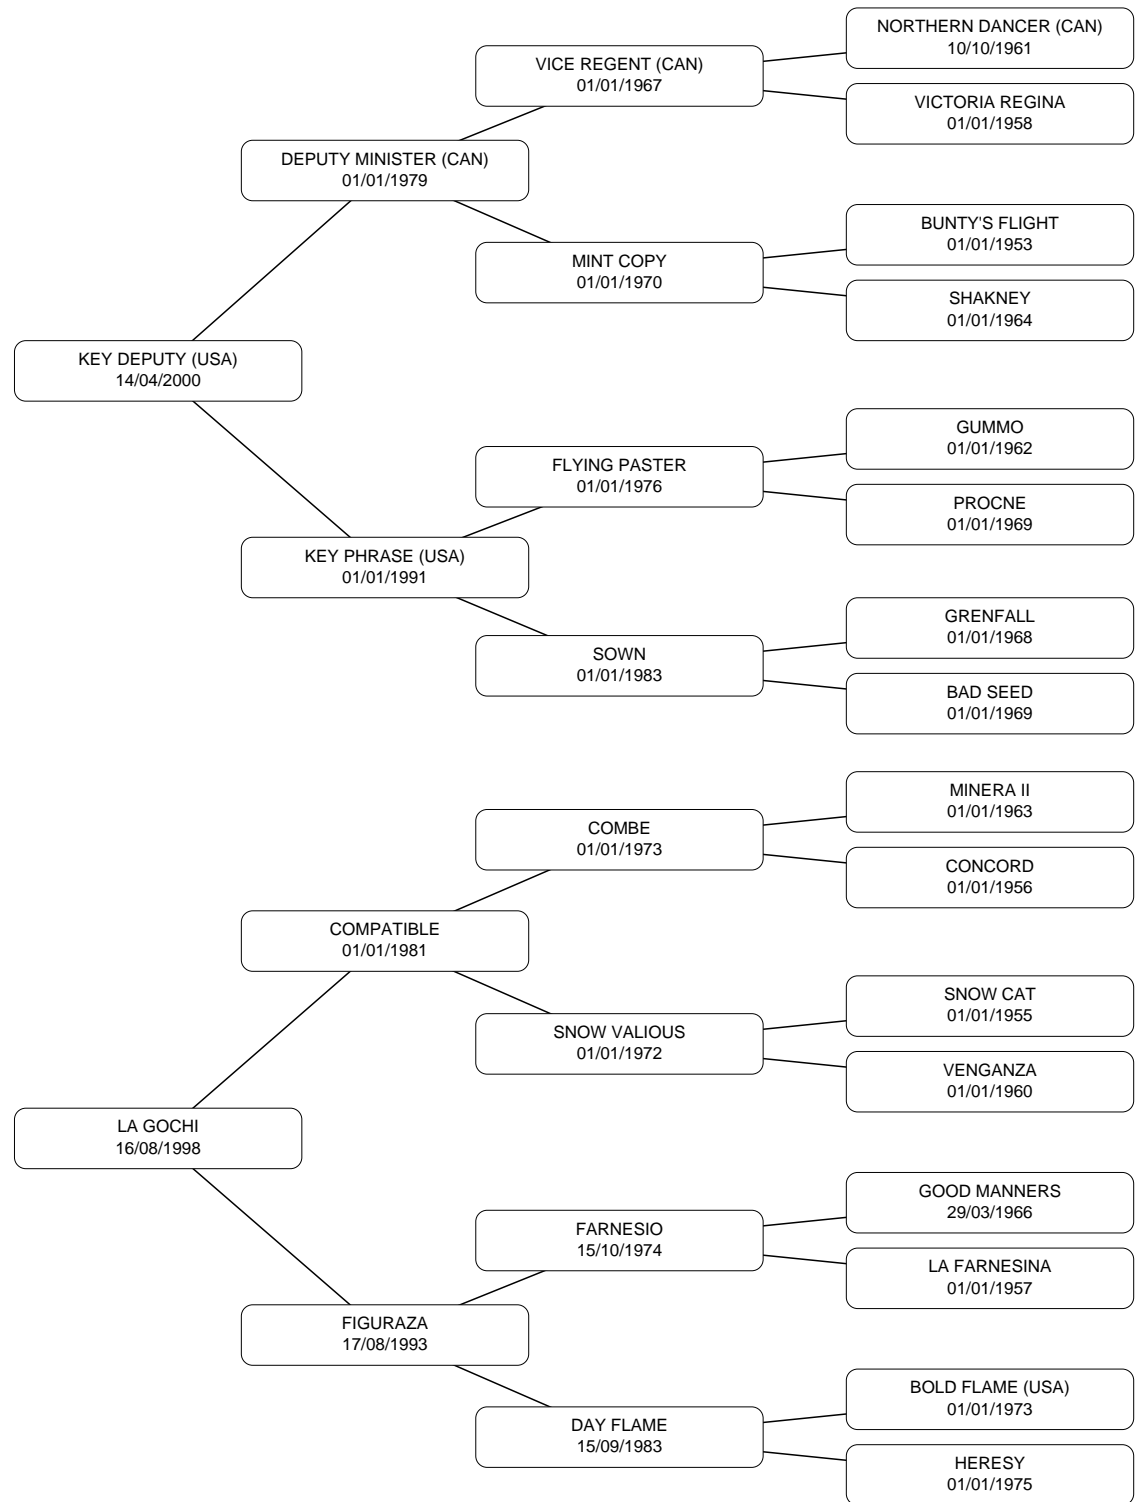 NORTHERN DANCER (CAN)
10/10/1961
VICE REGENT (CAN)
01/01/1967
VICTORIA REGINA
01/01/1958
DEPUTY MINISTER (CAN)
01/01/1979
BUNTY'S FLIGHT
01/01/1953
MINT COPY
01/01/1970
SHAKNEY
01/01/1964
KEY DEPUTY (USA)
14/04/2000
GUMMO
01/01/1962
FLYING PASTER
01/01/1976
PROCNE
01/01/1969
KEY PHRASE (USA)
01/01/1991
GRENFALL
01/01/1968
SOWN
01/01/1983
BAD SEED
01/01/1969
MINERA II
01/01/1963
COMBE
01/01/1973
CONCORD
01/01/1956
COMPATIBLE
01/01/1981
SNOW CAT
01/01/1955
SNOW VALIOUS
01/01/1972
VENGANZA
01/01/1960
LA GOCHI
16/08/1998
GOOD MANNERS
29/03/1966
FARNESIO
15/10/1974
LA FARNESINA
01/01/1957
FIGURAZA
17/08/1993
BOLD FLAME (USA)
01/01/1973
DAY FLAME
15/09/1983
HERESY
01/01/1975